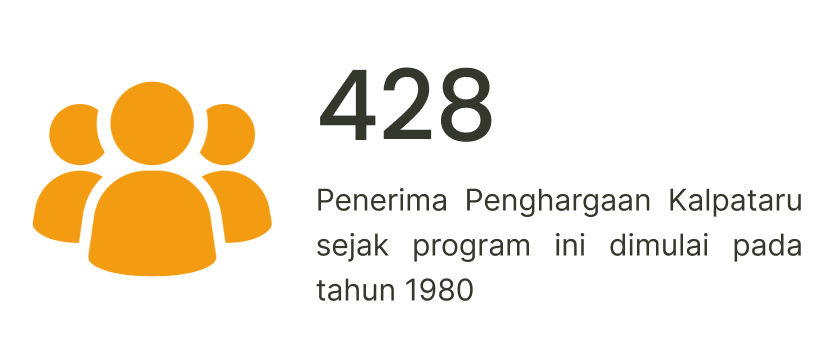 428
Penerima Penghargaan Kalpataru
sejak program ini dimulai pada
tahun 1980